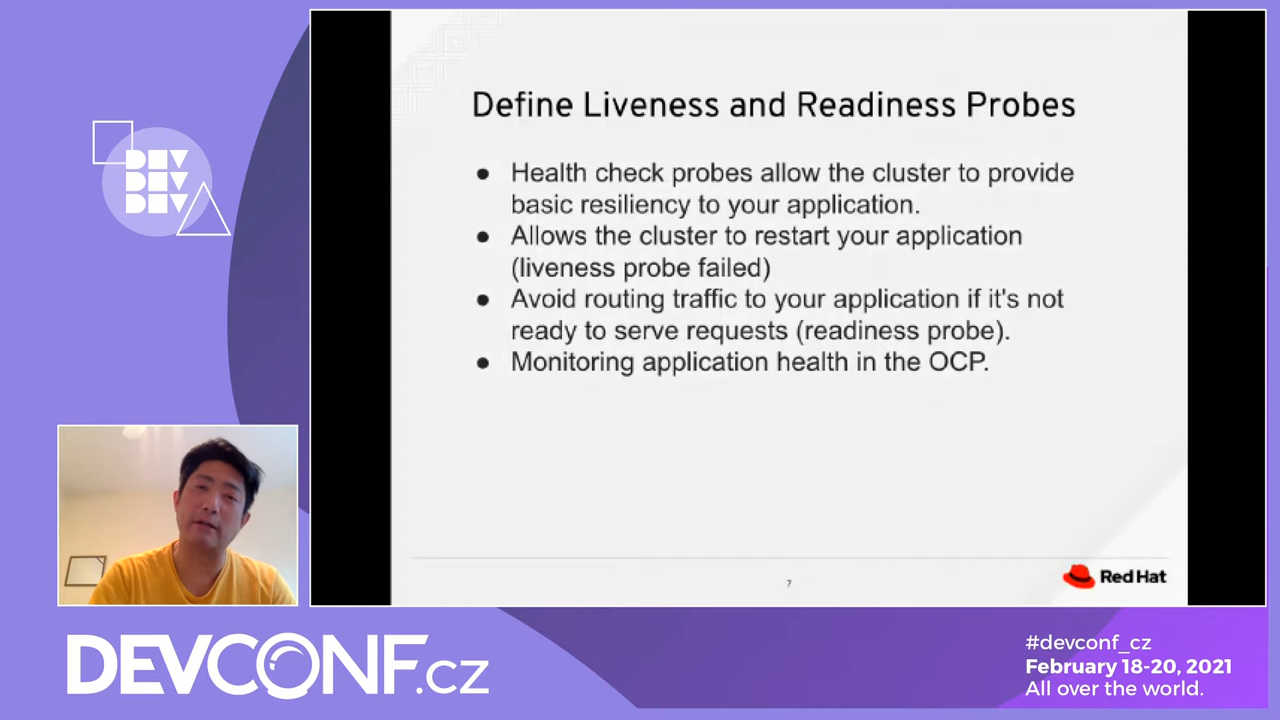 Define Liveness and Readiness Probes
● Health check probes allow the cluster to provide
basic resiliency to your application.
● Allows the cluster to restart your application
(liveness probe failed)
● Avoid routing traffic to your application if it's not
ready to serve requests (readiness probe).
● Monitoring application health in the OCP.
7
Red Hat
DEV
DEV
DEV
DEVCONF.cz
#devconf_cz
February 18-20, 2021
All over the world.